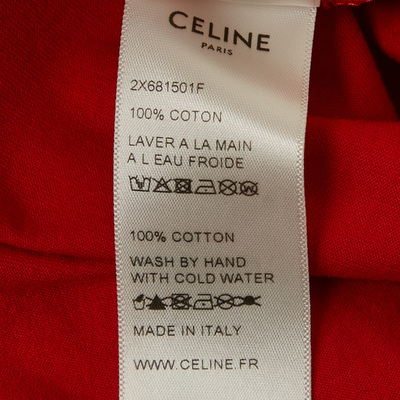 CELINE
PARIS
2X681501F
100% COTON
LAVER A LA MAIN
A L EAU FROIDE
100% COTTON
WASH BY HAND
WITH COLD WATER
MADE IN ITALY
WWW.CELINE.FR